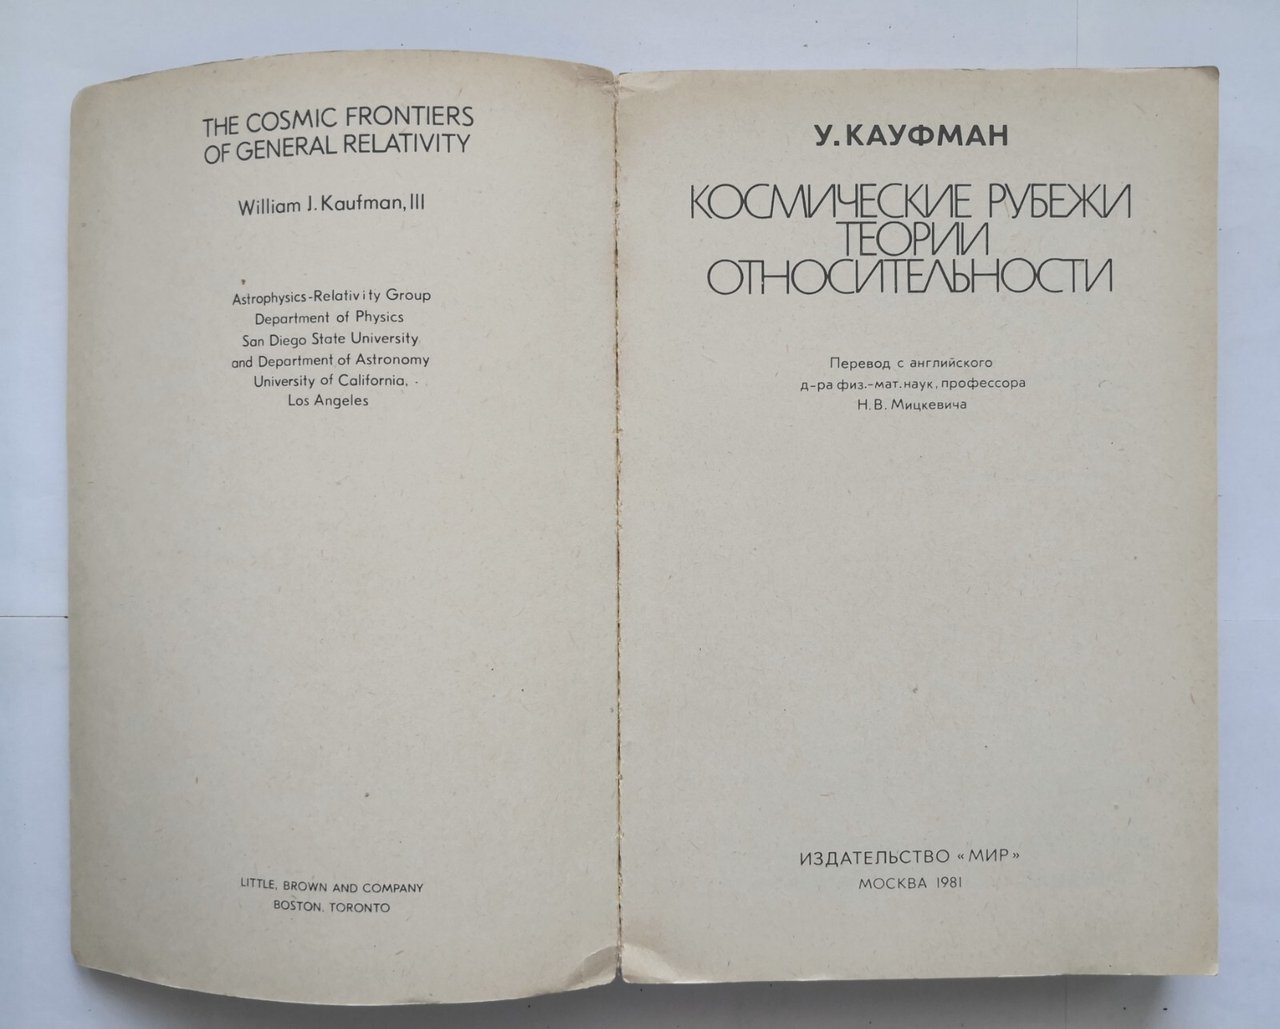 THE COSMIC FRONTIERS
OF GENERAL RELATIVITY
William J. Kaufman, III
Astrophysics-Relativity Group
Department of Physics
San Diego State University
and Department of Astronomy
University of California,
Los Angeles
LITTLE, BROWN AND COMPANY
BOSTON. TORONTO
У. КАУФМАН
КОСМИЧЕСКИЕ РУБЕЖИ
ТЕОРИИ
ОТНОСИТЕЛЬНОСТИ
Перевод с английского
д-ра физ.-мат. наук, профессора
Н. В. Мицкевича
ИЗДАТЕЛЬСТВО «МИР»
МОСКВА 1981